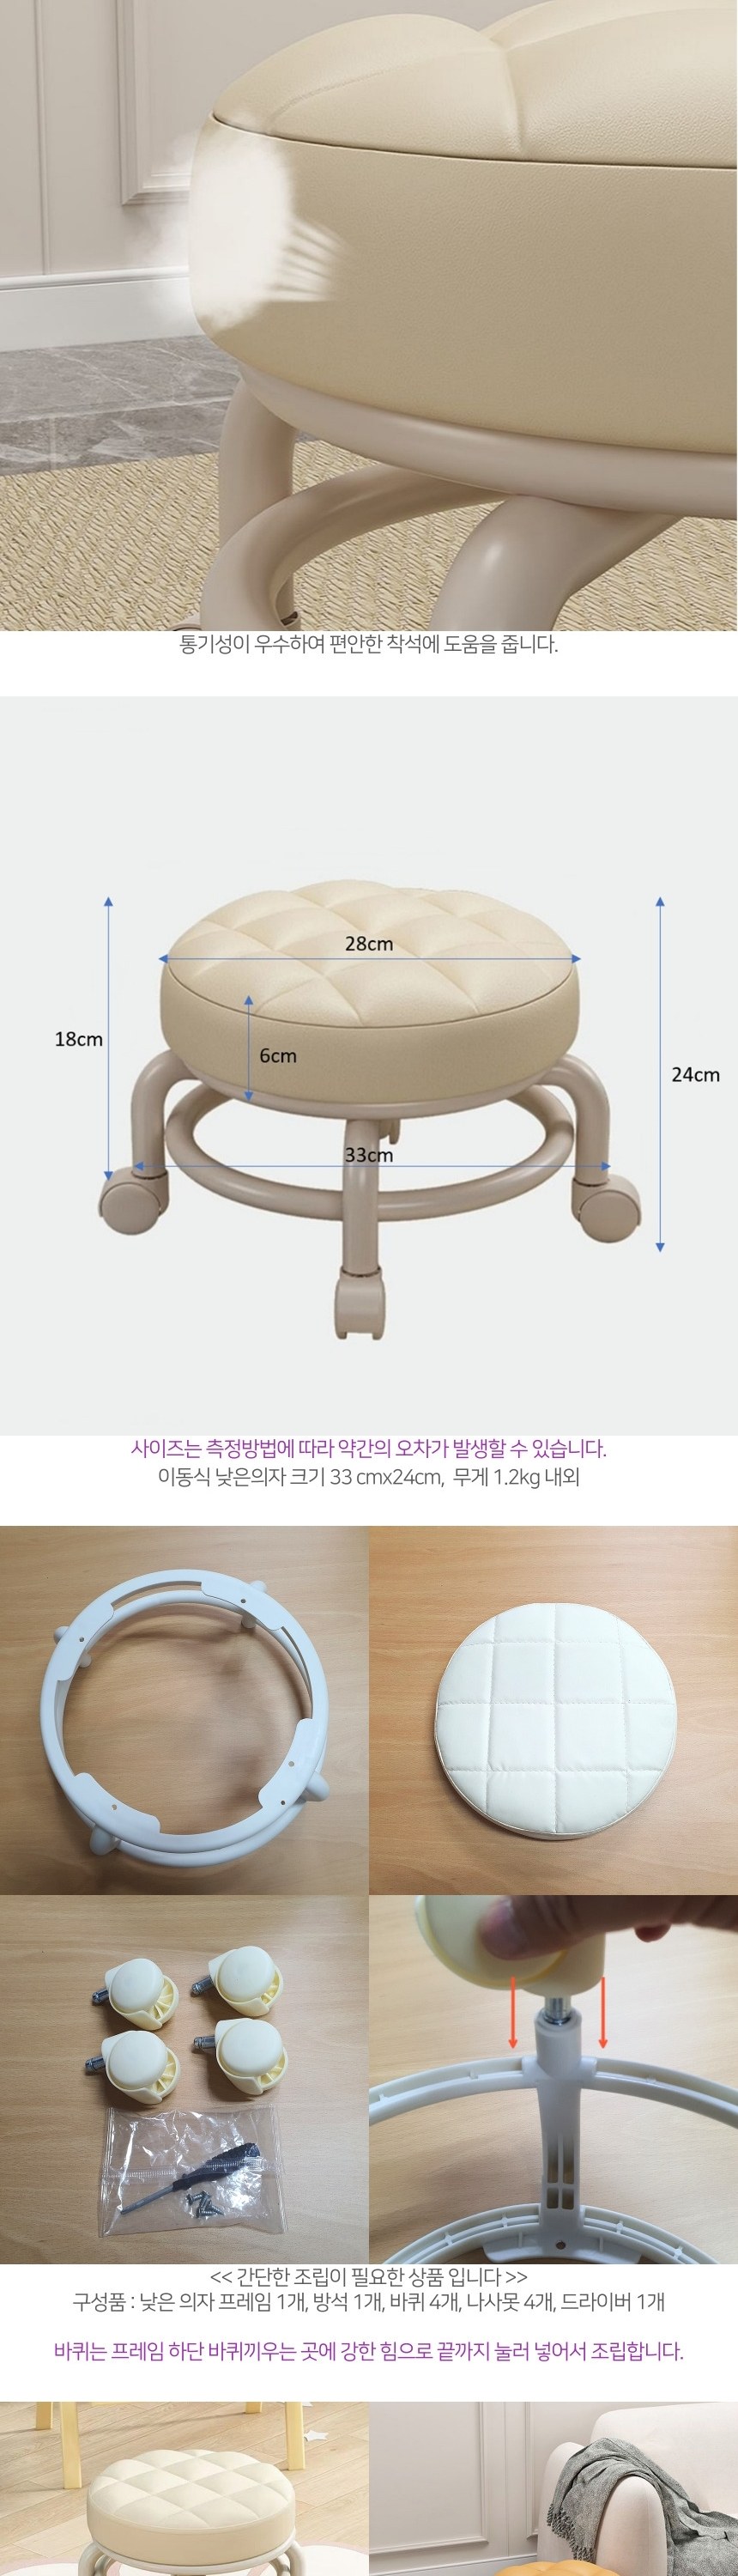 통기성이 우수하여 편안한 착석에 도움을 줍니다.
28cm
18cm
6cm
24cm
33cm
사이즈는 측정방법에 따라 약간의 오차가 발생할 수 있습니다.
이동식 낮은의자 크기 33 cmx24cm, 무게 1.2kg 내외
<< 간단한 조립이 필요한 상품 입니다 >>
구성품 : 낮은 의자 프레임 1개, 방석 1개, 바퀴 4개, 나사못 4개, 드라이버 1개
바퀴는 프레임 하단 바퀴끼우는 곳에 강한 힘으로 끝까지 눌러 넣어서 조립합니다.